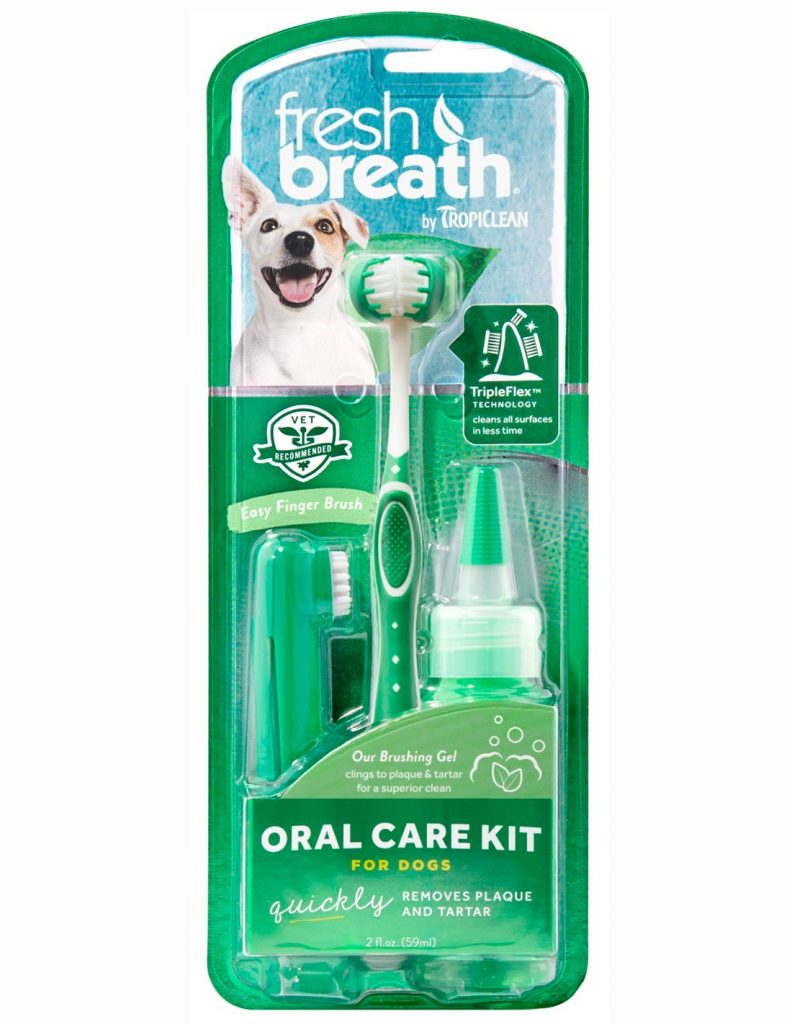 fresh
breath®
by TROPICLEAN
TripleFlex™
TECHNOLOGY
cleans all surfaces
in less time
VET
RECOMMENDED
Easy Finger Brush
Our Brushing Gel
clings to plaque & tartar
for a superior clean
ORAL CARE KIT
FOR DOGS
quickly REMOVES PLAQUE
AND TARTAR
2 fl.oz. (59ml)